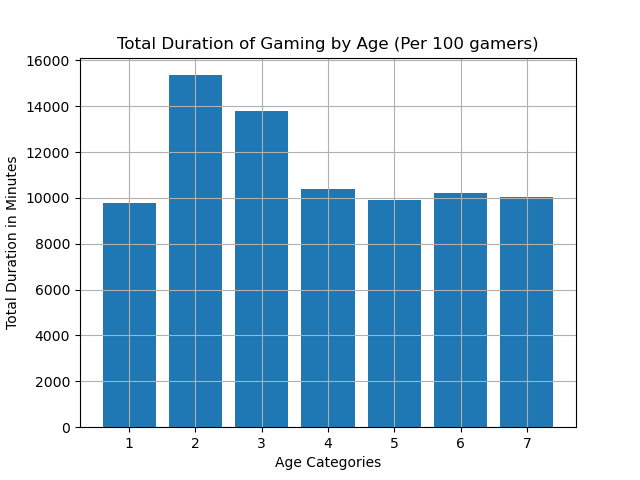 Total Duration of Gaming by Age (Per 100 gamers)
16000
14000
12000
10000
8000
6000
4000
2000
0
Total Duration in Minutes
1 2 3 4 5 6 7
Age Categories